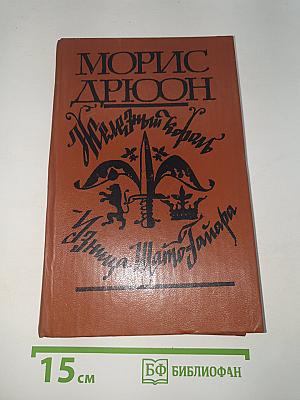 МОРИС
ДРЮОН
Железный король
Узница Шато-Гайара
15 см
БФ БИБЛИОФАН